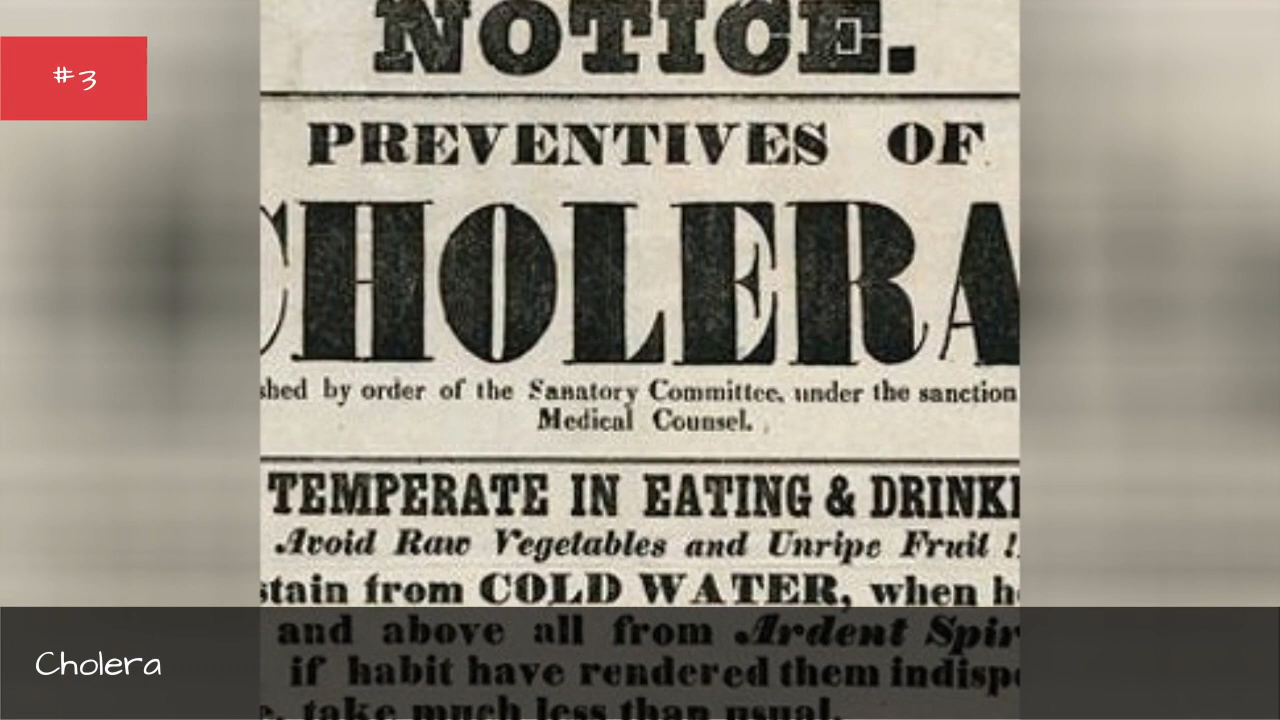 #3
NOTICE.
PREVENTIVES OF
CHOLERA
shed by order of the Sanatory Committee, under the sanction
Medical Counsel.
TEMPERATE IN EATING & DRINKI
Avoid Raw Vegetables and Unripe Fruit !
stain from COLD WATER, when h
and above all from Ardent Spir
if habit have rendered them indisp
take much less than usual.
Cholera